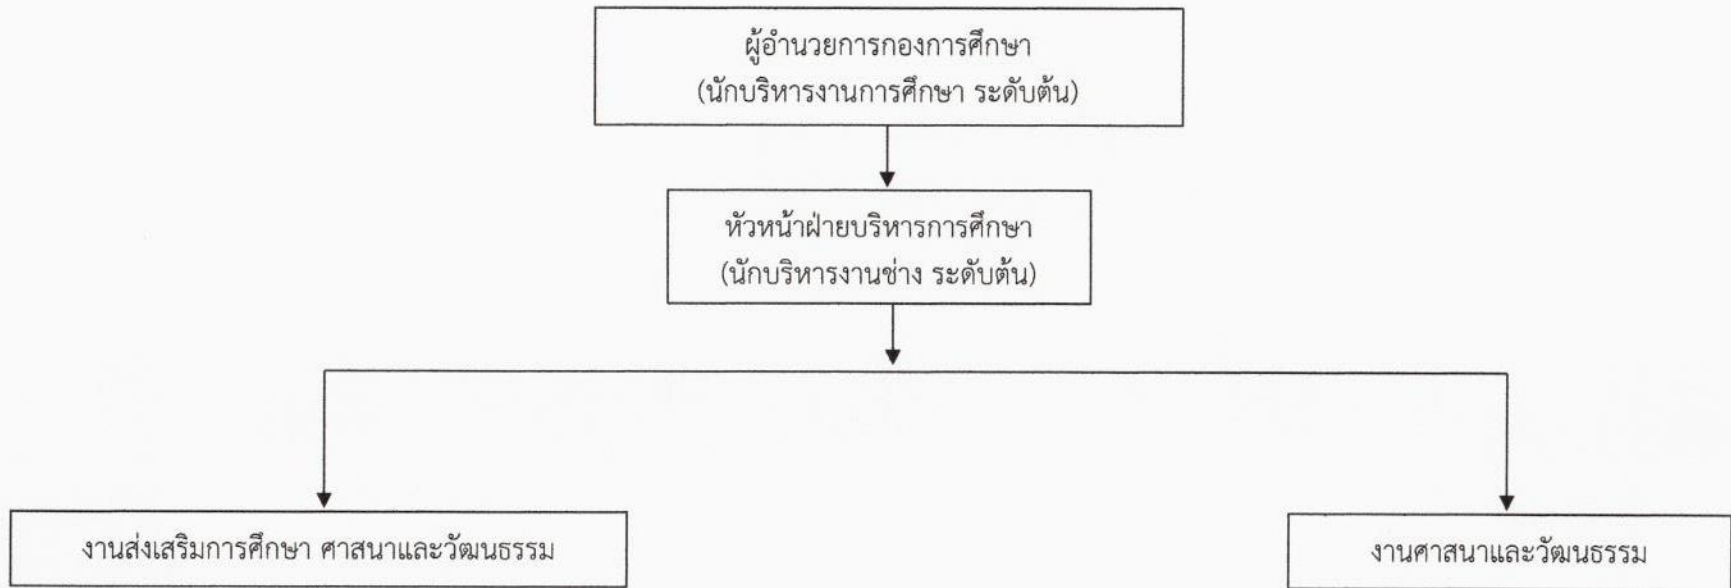 ผู้อำนวยการกองการศึกษา
(นักบริหารงานการศึกษา ระดับต้น)
หัวหน้าฝ่ายบริหารการศึกษา
(นักบริหารงานช่าง ระดับต้น)
งานส่งเสริมการศึกษา ศาสนาและวัฒนธรรม
งานศาสนาและวัฒนธรรม